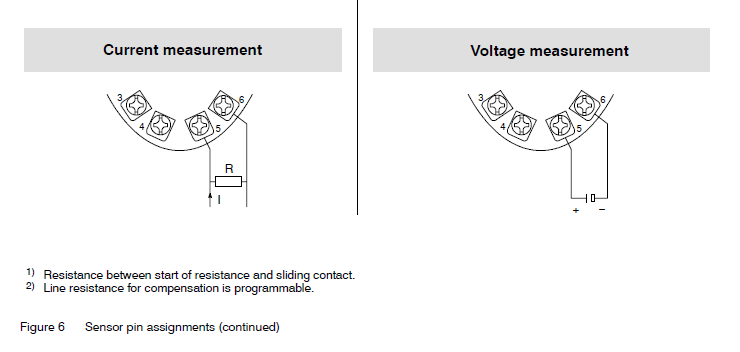 Current measurement
Voltage measurement
3
4
5
6
R
I
3
4
5
6
+ −
1) Resistance between start of resistance and sliding contact.
2) Line resistance for compensation is programmable.
Figure 6 Sensor pin assignments (continued)